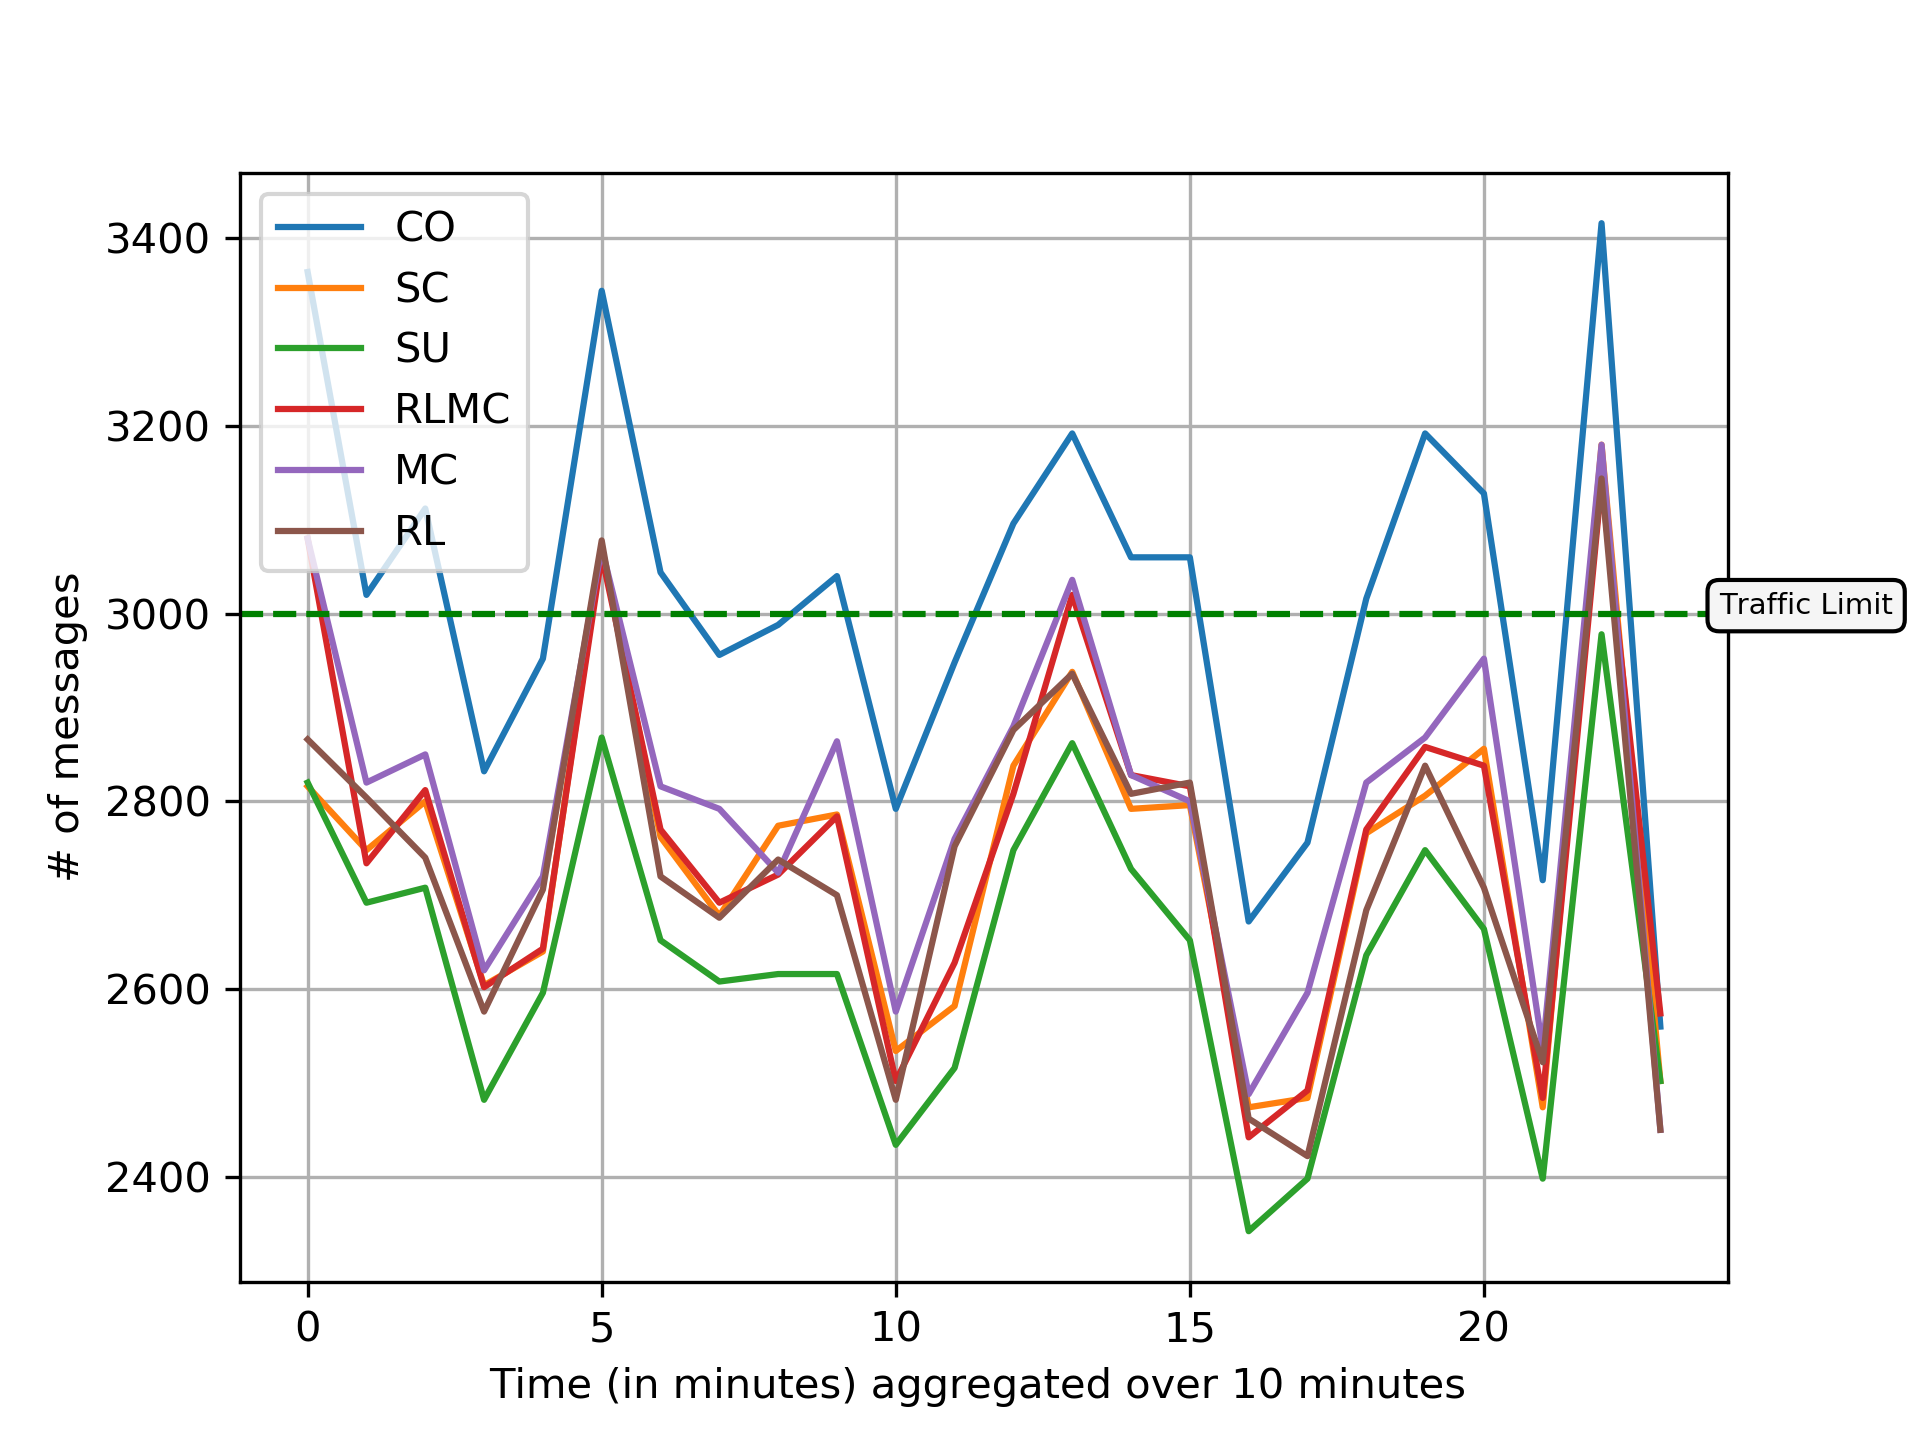 CO
SC
SU
RLMC
MC
RL
3400
3200
3000
2800
2600
2400
# of messages
Traffic Limit
0 5 10 15 20
Time (in minutes) aggregated over 10 minutes